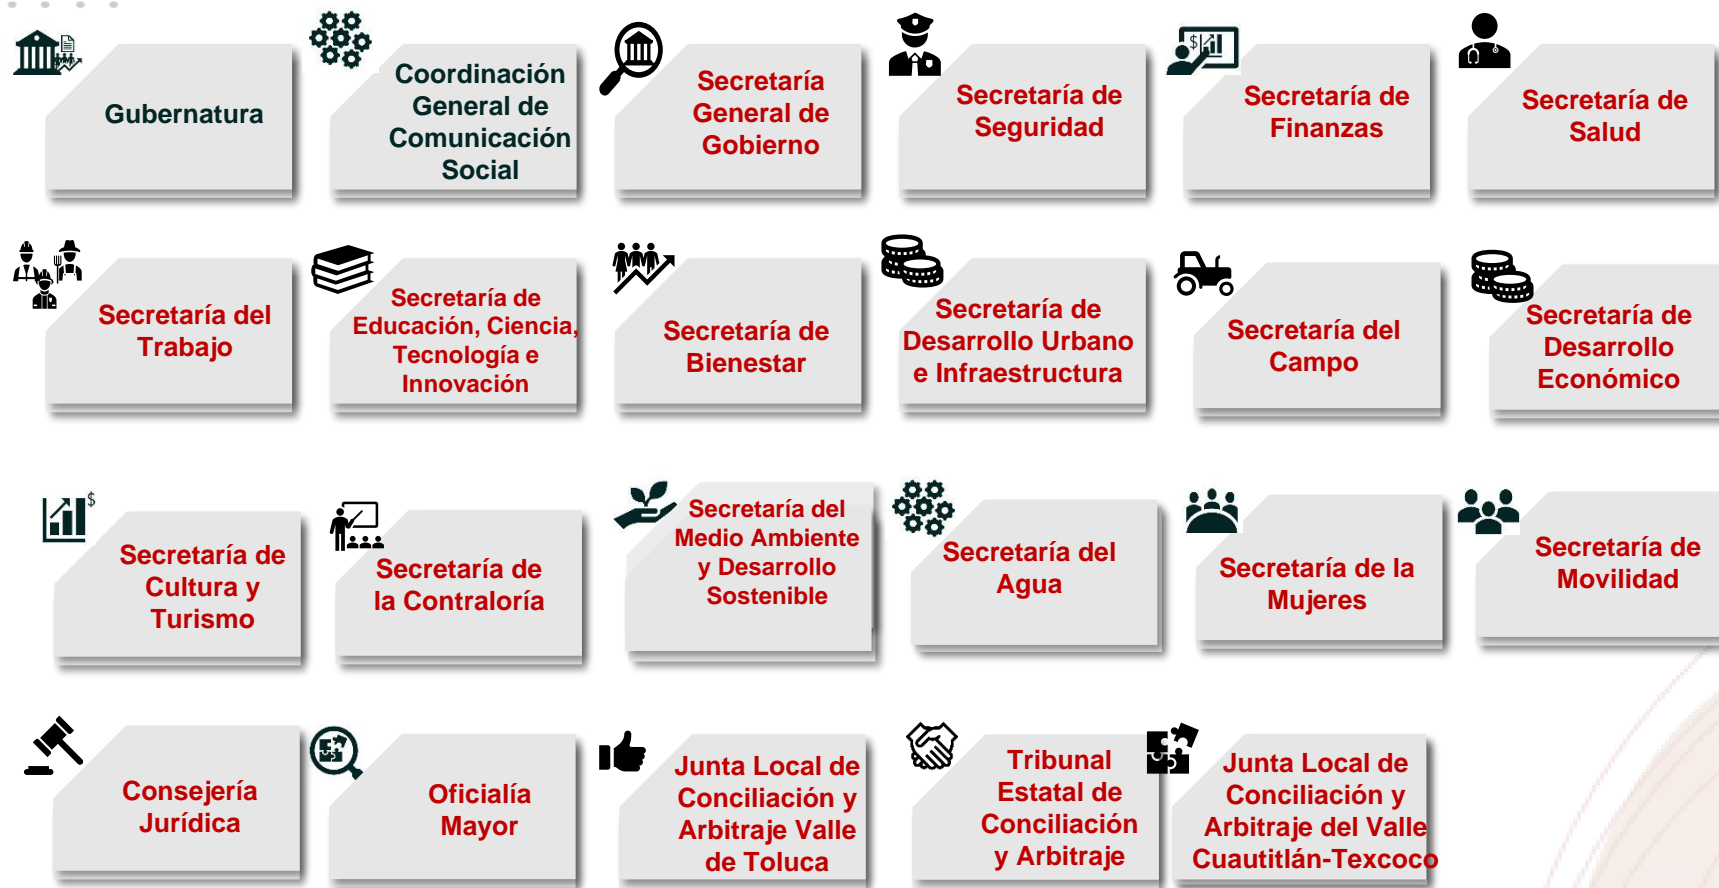 Gubernatura
Coordinación
General de
Comunicación
Social
Secretaría
General de
Gobierno
Secretaría de
Seguridad
$
Secretaría de
Finanzas
Secretaría de
Salud
Secretaría del
Trabajo
Secretaría de
Educación, Ciencia,
Tecnología e
Innovación
Secretaría de
Bienestar
Secretaría de
Desarrollo Urbano
e Infraestructura
Secretaría del
Campo
Secretaría de
Desarrollo
Económico
$
Secretaría de
Cultura y
Turismo
Secretaría de
la Contraloría
Secretaría del
Medio Ambiente
y Desarrollo
Sostenible
Secretaría del
Agua
Secretaría de la
Mujeres
Secretaría de
Movilidad
Consejería
Jurídica
Oficialía
Mayor
Junta Local de
Conciliación y
Arbitraje Valle
de Toluca
Tribunal
Estatal de
Conciliación
y Arbitraje
Junta Local de
Conciliación y
Arbitraje del Valle
Cuautitlán-Texcoco